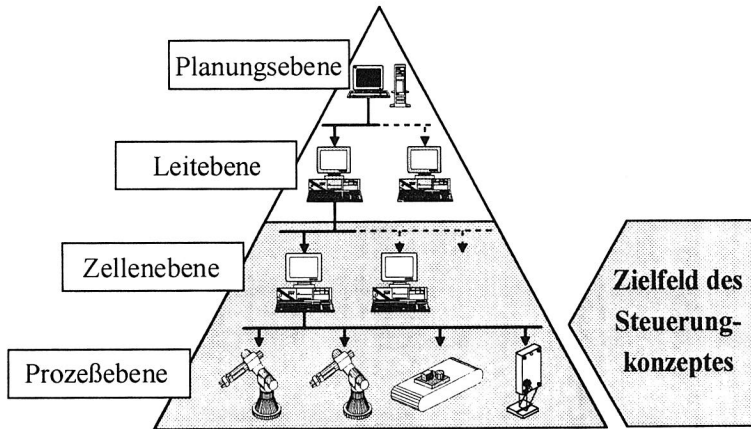 Planungsebene
Leitebene
Zellenebene
Prozeßebene
Zielfeld des
Steuerung-
konzeptes